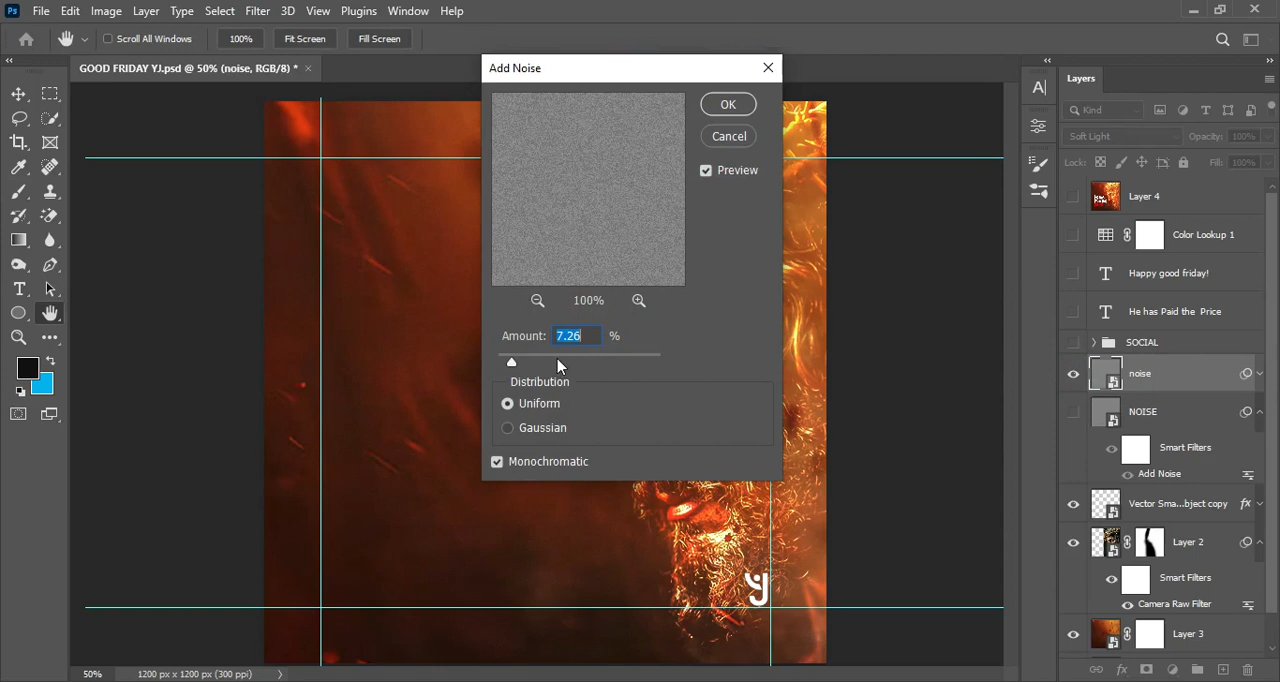 Ps File Edit Image Layer Type Select Filter 3D View Plugins Window Help
Scroll All Windows 100% Fit Screen Fill Screen
GOOD FRIDAY YJ.psd @ 50% (noise, RGB/8) *
Add Noise
OK
Cancel
Preview
100%
Amount: 7.26 %
Distribution
Uniform
Gaussian
Monochromatic
Layers
Kind
Soft Light Opacity: 100%
Lock: Fill: 100%
Layer 4
Color Lookup 1
Happy good friday!
He has Paid the Price
SOCIAL
noise
NOISE
Smart Filters
Add Noise
Vector Sma...bject copy fx
Layer 2
Smart Filters
Camera Raw Filter
Layer 3
50% 1200 px x 1200 px (300 ppi)